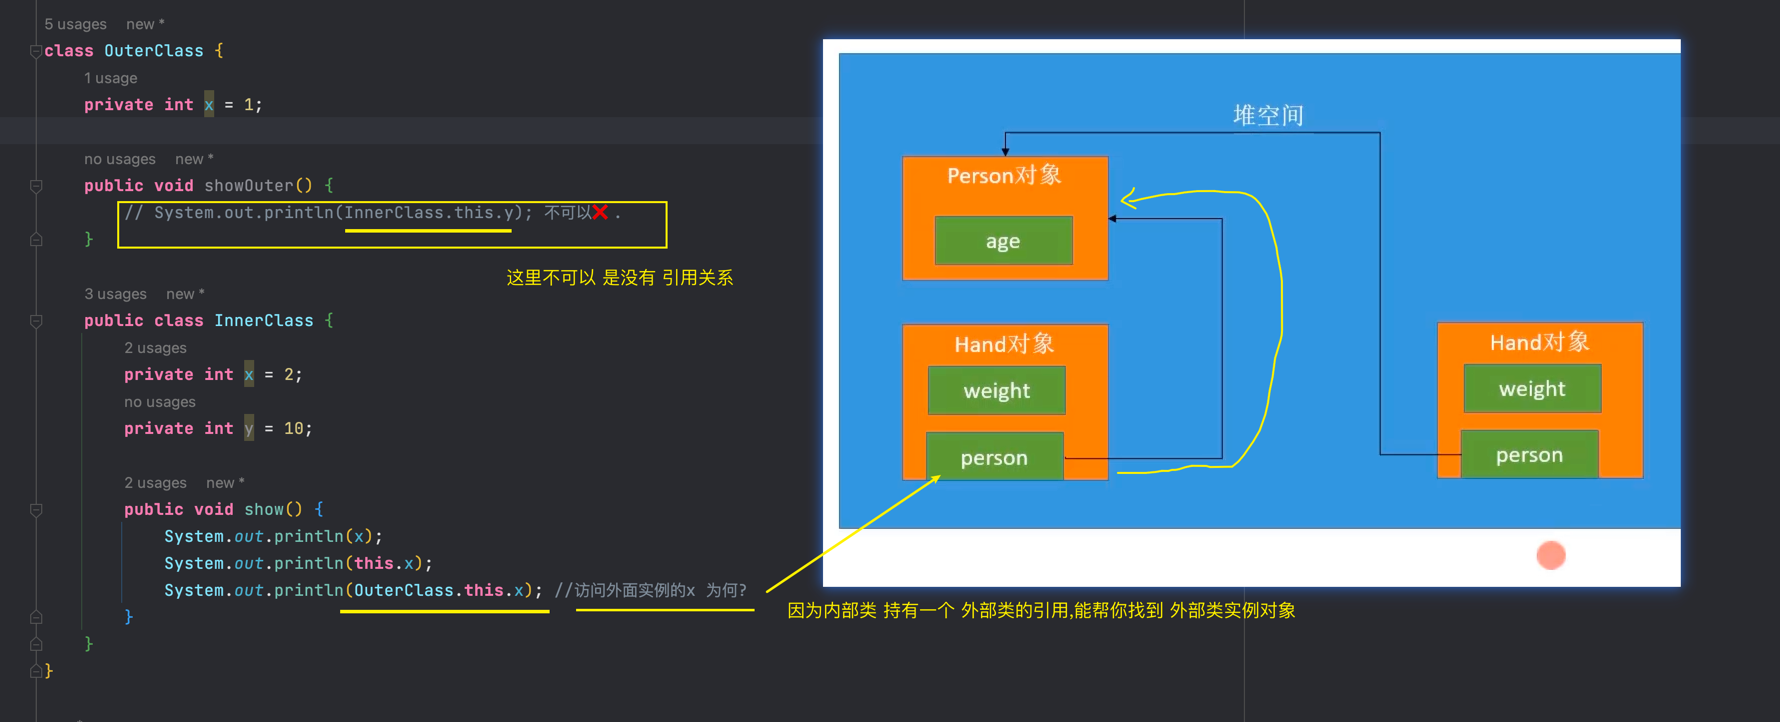 5 usages new *
class OuterClass {
1 usage
private int x = 1;
no usages new *
public void showOuter() {
// System.out.println(InnerClass.this.y); 不可以❌ .
}
这里不可以 是没有 引用关系
3 usages new *
public class InnerClass {
2 usages
private int x = 2;
no usages
private int y = 10;
2 usages new *
public void show() {
System.out.println(x);
System.out.println(this.x);
System.out.println(OuterClass.this.x); //访问外面实例的x 为何?
}
}
}
因为内部类 持有一个 外部类的引用,能帮你找到 外部类实例对象
堆空间
Person对象
age
Hand对象
weight
person
Hand对象
weight
person